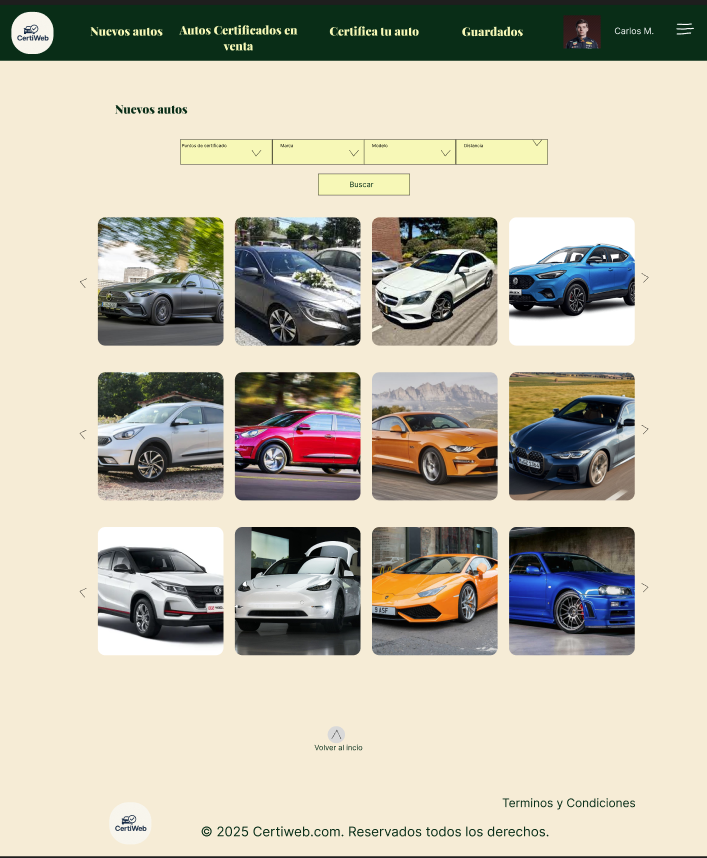 CertiWeb
Nuevos autos
Autos Certificados en
venta
Certifica tu auto
Guardados
Carlos M.
Nuevos autos
Puntos de certificado
Marca
Modelo
Distancia
Buscar
Volver al incio
Terminos y Condiciones
CertiWeb
© 2025 Certiweb.com. Reservados todos los derechos.